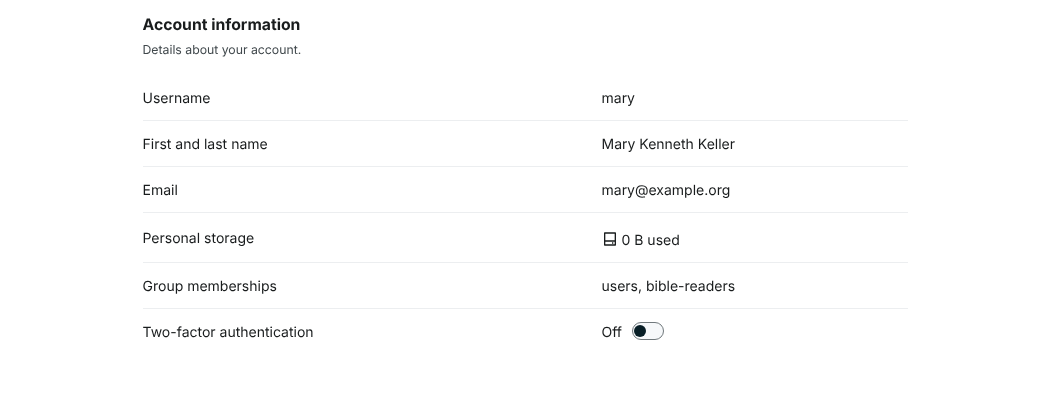 Account information
Details about your account.
Username mary
First and last name Mary Kenneth Keller
Email mary@example.org
Personal storage 0 B used
Group memberships users, bible-readers
Two-factor authentication Off